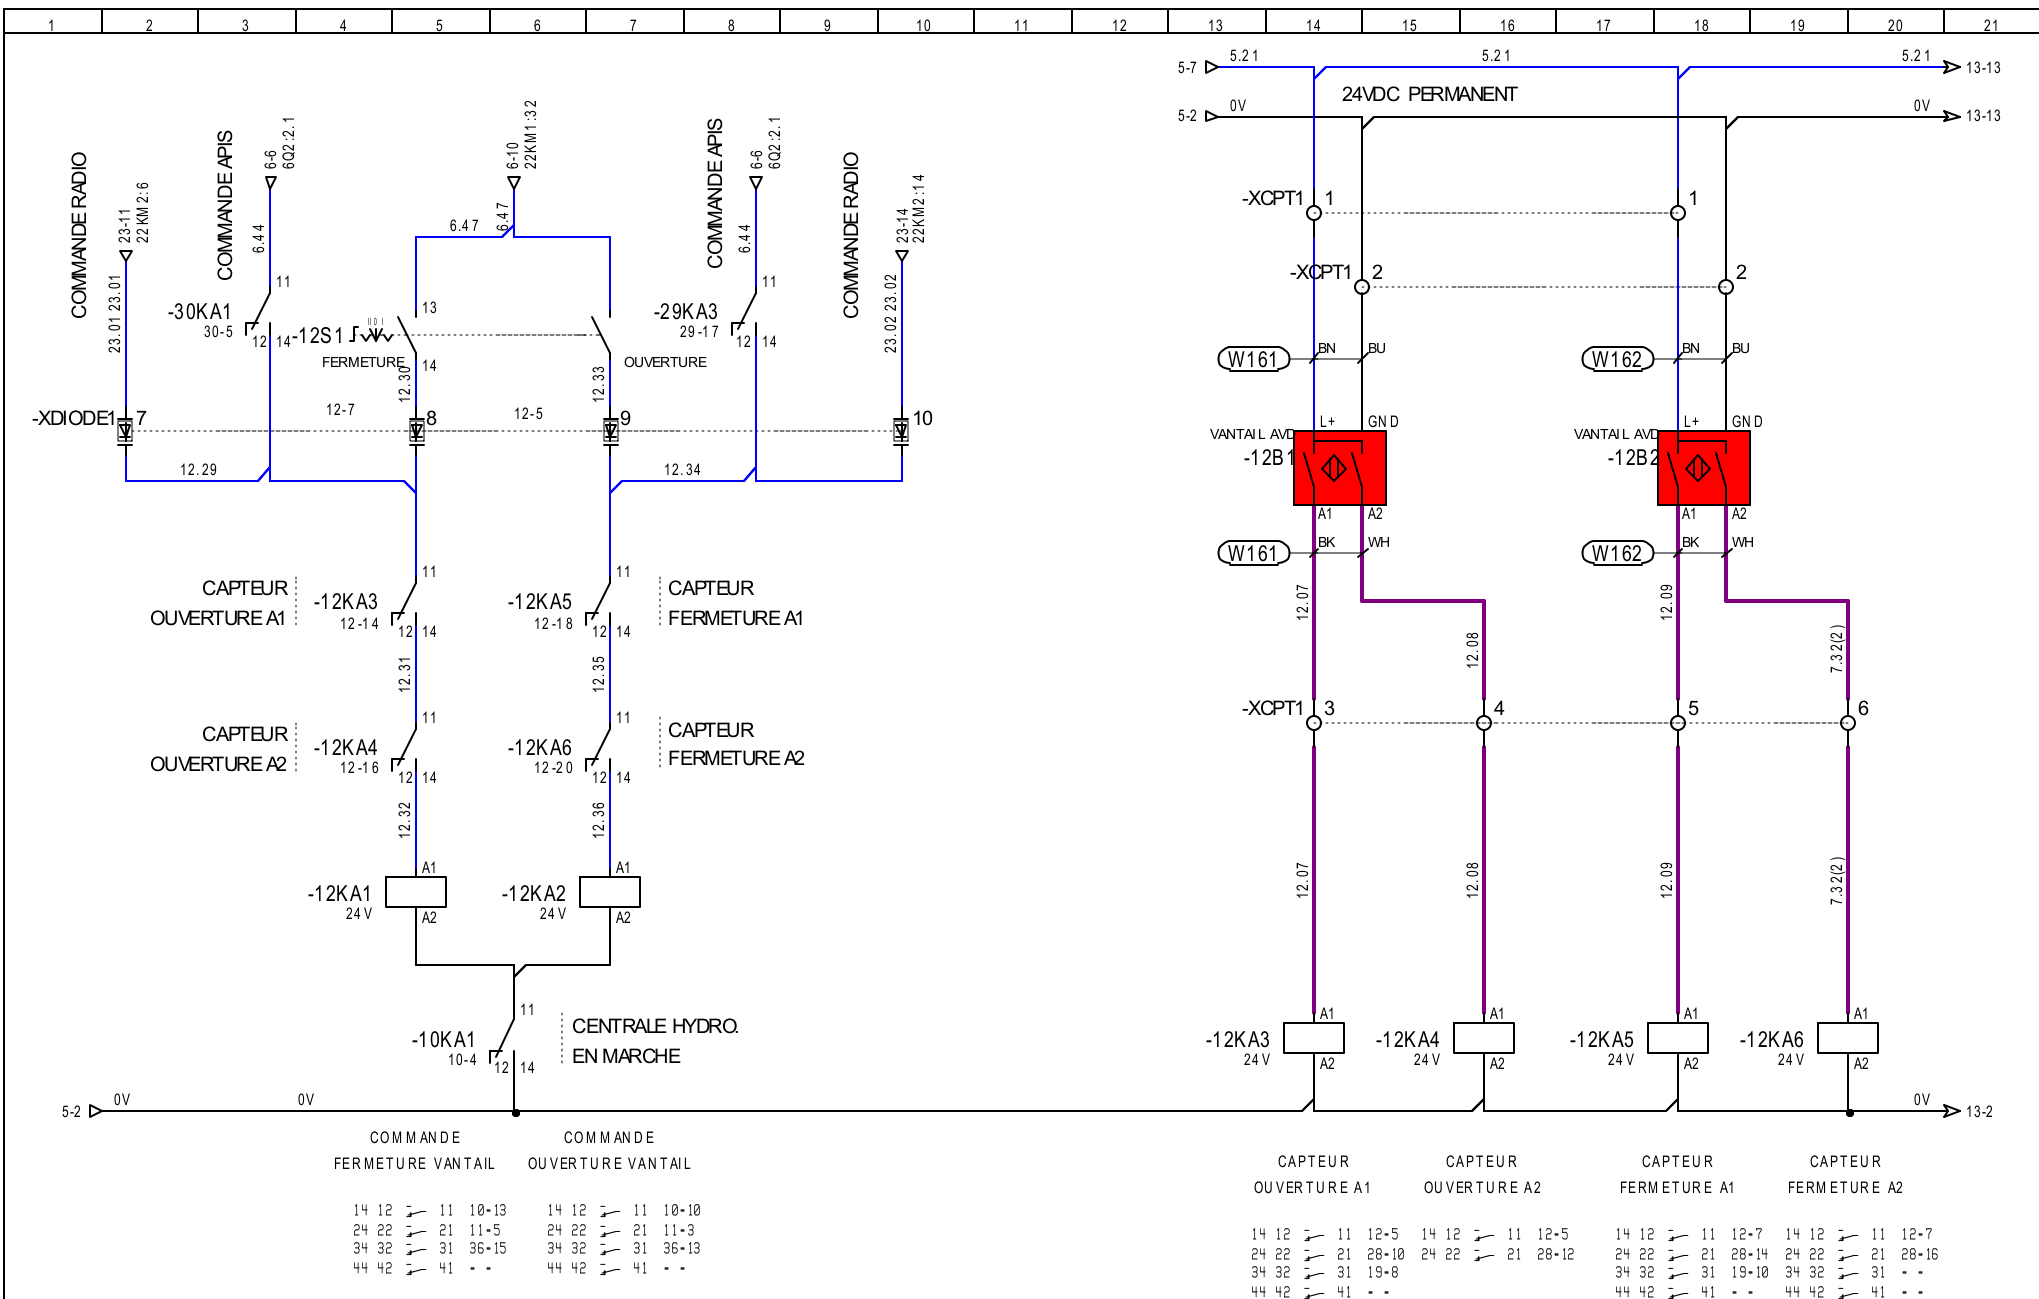 1 2 3 4 5 6 7 8 9 10 11 12 13 14 15 16 17 18 19 20 21
5-7 5.21 5.21 5.21 13-13
24VDC PERMANENT
5-2 0V 0V 13-13
COMMANDE RADIO
23-11
22KM2:6
23.01 23.01
COMMANDE APIS
6-6
6Q2:2.1
6.44
6-10
22KM1:32
6.47
6.47
COMMANDE APIS
6-6
6Q2:2.1
6.44
COMMANDE RADIO
23-14
22KM2:14
23.02 23.02
-30KA1
30-5
11
12 14
-12S1
II 0 I
13
14
FERMETURE
OUVERTURE
12.30
12.33
-29KA3
29-17
11
12 14
-XDIODE1 7 12-7 8 12-5 9 10
12.29 12.34
CAPTEUR
OUVERTURE A1
-12KA3
12-14
11
12 14
-12KA5
12-18
11
12 14
CAPTEUR
FERMETURE A1
12.31
12.35
CAPTEUR
OUVERTURE A2
-12KA4
12-16
11
12 14
-12KA6
12-20
11
12 14
CAPTEUR
FERMETURE A2
12.32
12.36
-12KA1
24V
A1
A2
-12KA2
24V
A1
A2
-10KA1
10-4
11
12 14
CENTRALE HYDRO.
EN MARCHE
-XCPT1 1 1
-XCPT1 2 2
W161 BN BU W162 BN BU
L+ GND L+ GND
VANTAIL AVD
-12B1
VANTAIL AVD
-12B2
A1 A2 A1 A2
W161 BK WH W162 BK WH
12.07
12.08
12.09
7.32(2)
-XCPT1 3 4 5 6
12.07
12.08
12.09
7.32(2)
-12KA3
24V
A1
A2
-12KA4
24V
A1
A2
-12KA5
24V
A1
A2
-12KA6
24V
A1
A2
5-2 0V 0V 0V 13-2
COMMANDE
FERMETURE VANTAIL
14 12 11 10-13
24 22 21 11-5
34 32 31 36-15
44 42 41 - -
COMMANDE
OUVERTURE VANTAIL
14 12 11 10-10
24 22 21 11-3
34 32 31 36-13
44 42 41 - -
CAPTEUR
OUVERTURE A1
14 12 11 12-5
24 22 21 28-10
34 32 31 19-8
44 42 41 - -
CAPTEUR
OUVERTURE A2
14 12 11 12-5
24 22 21 28-12
CAPTEUR
FERMETURE A1
14 12 11 12-7
24 22 21 28-14
34 32 31 19-10
44 42 41 - -
CAPTEUR
FERMETURE A2
14 12 11 12-7
24 22 21 28-16
34 32 31 - -
44 42 41 - -